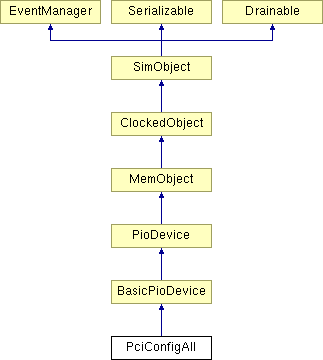 EventManager Serializable Drainable
SimObject
ClockedObject
MemObject
PioDevice
BasicPioDevice
PciConfigAll